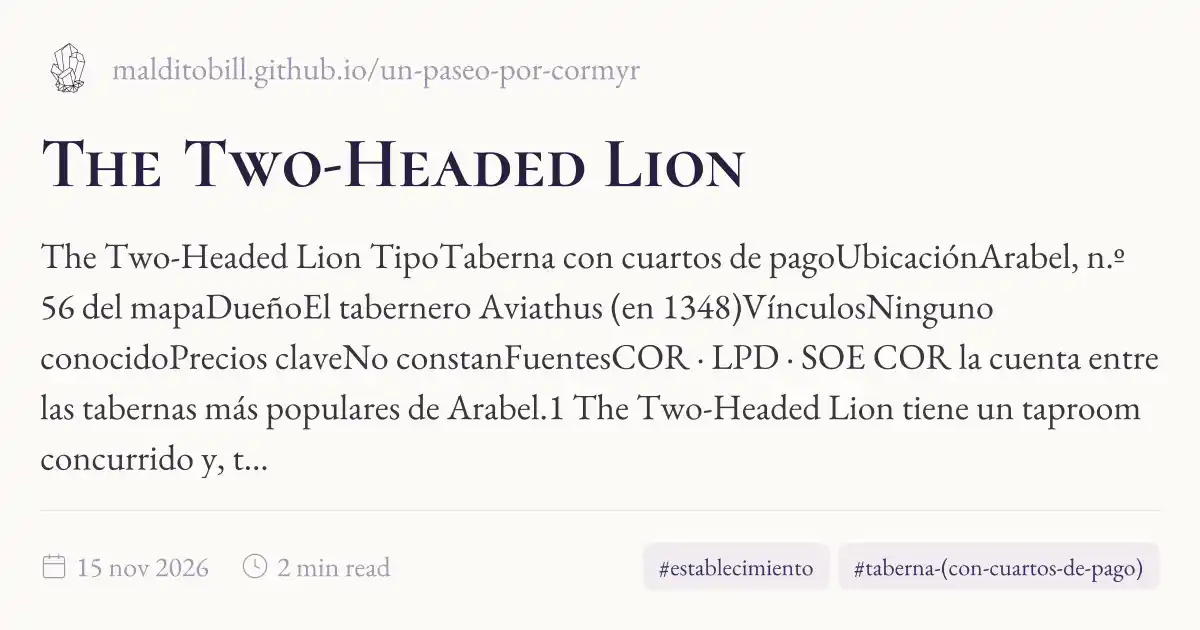 malditobill.github.io/un-paseo-por-cormyr
The Two-Headed Lion
The Two-Headed Lion TipoTaberna con cuartos de pagoUbicaciónArabel, n.º
56 del mapaDueñoEl tabernero Aviathus (en 1348)VínculosNinguno
conocidoPrecios claveNo constanFuentesCOR · LPD · SOE COR la cuenta entre
las tabernas más populares de Arabel.1 The Two-Headed Lion tiene un taproom
concurrido y, t...
15 nov 2026
2 min read
#establecimiento
#taberna-(con-cuartos-de-pago)